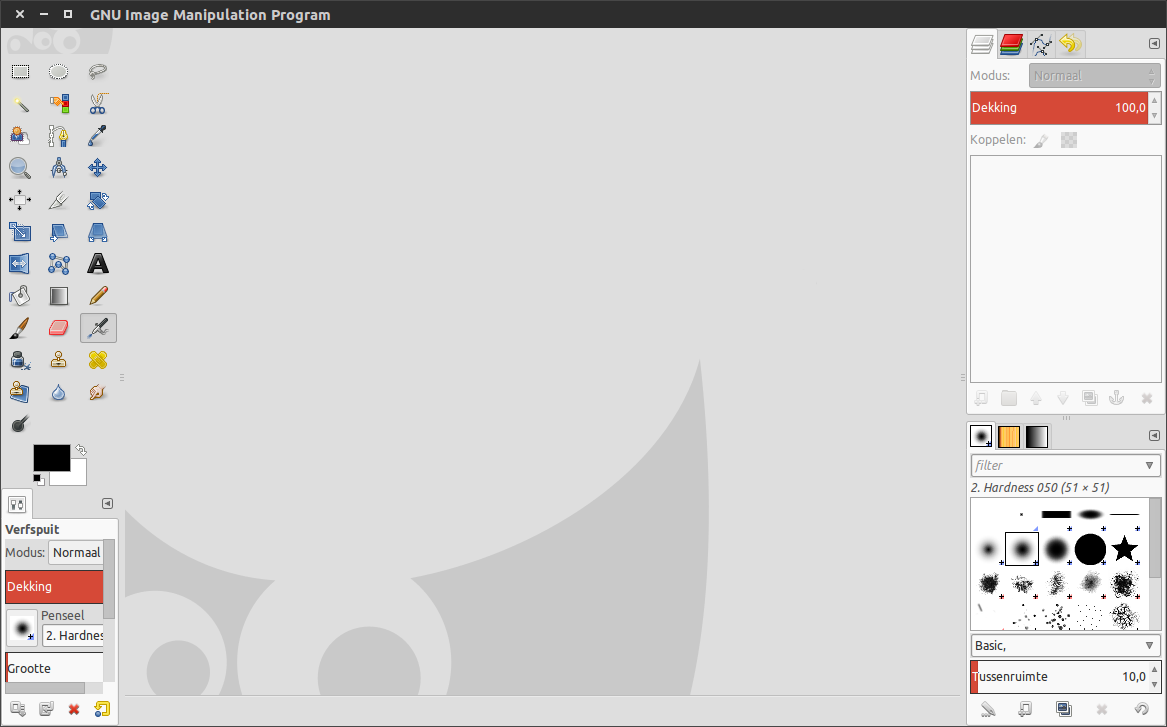 GNU Image Manipulation Program
Modus: Normaal
Dekking 100,0
Koppelen:
filter
2. Hardness 050 (51 × 51)
Basic,
Tussenruimte 10,0
Verfspuit
Modus: Normaal
Dekking
Penseel
2. Hardnes
Grootte